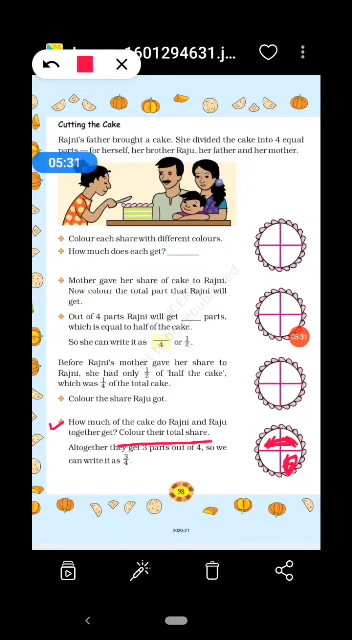 1601294631.j...
05:31
Cutting the Cake
Rajni's father brought a cake. She divided the cake into 4 equal
parts—for herself, her brother Raju, her father and her mother.
Colour each share with different colours.
How much does each get? _______
Mother gave her share of cake to Rajni.
Now colour the total part that Rajni will
get.
Out of 4 parts Rajni will get ____ parts,
which is equal to half of the cake.
So she can write it as __/4 or 1/2.
05:31
Before Rajni's mother gave her share to
Rajni, she had only 1/2 of 'half the cake',
which was 1/4 of the total cake.
Colour the share Raju got.
How much of the cake do Rajni and Raju
together get? Colour their total share.
Altogether they get 3 parts out of 4, so we
can write it as 3/4.
98
2020-21